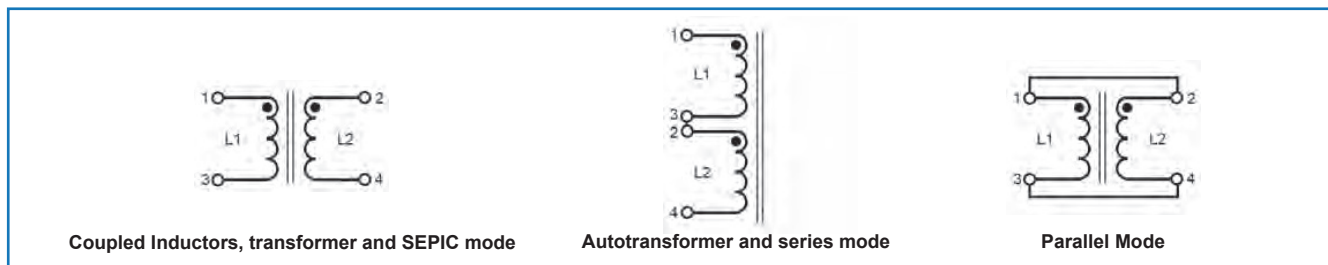 1 2
L1 L2
3 4
Coupled Inductors, transformer and SEPIC mode
1
L1
3
2
L2
4
Autotransformer and series mode
1 2
L1 L2
3 4
Parallel Mode